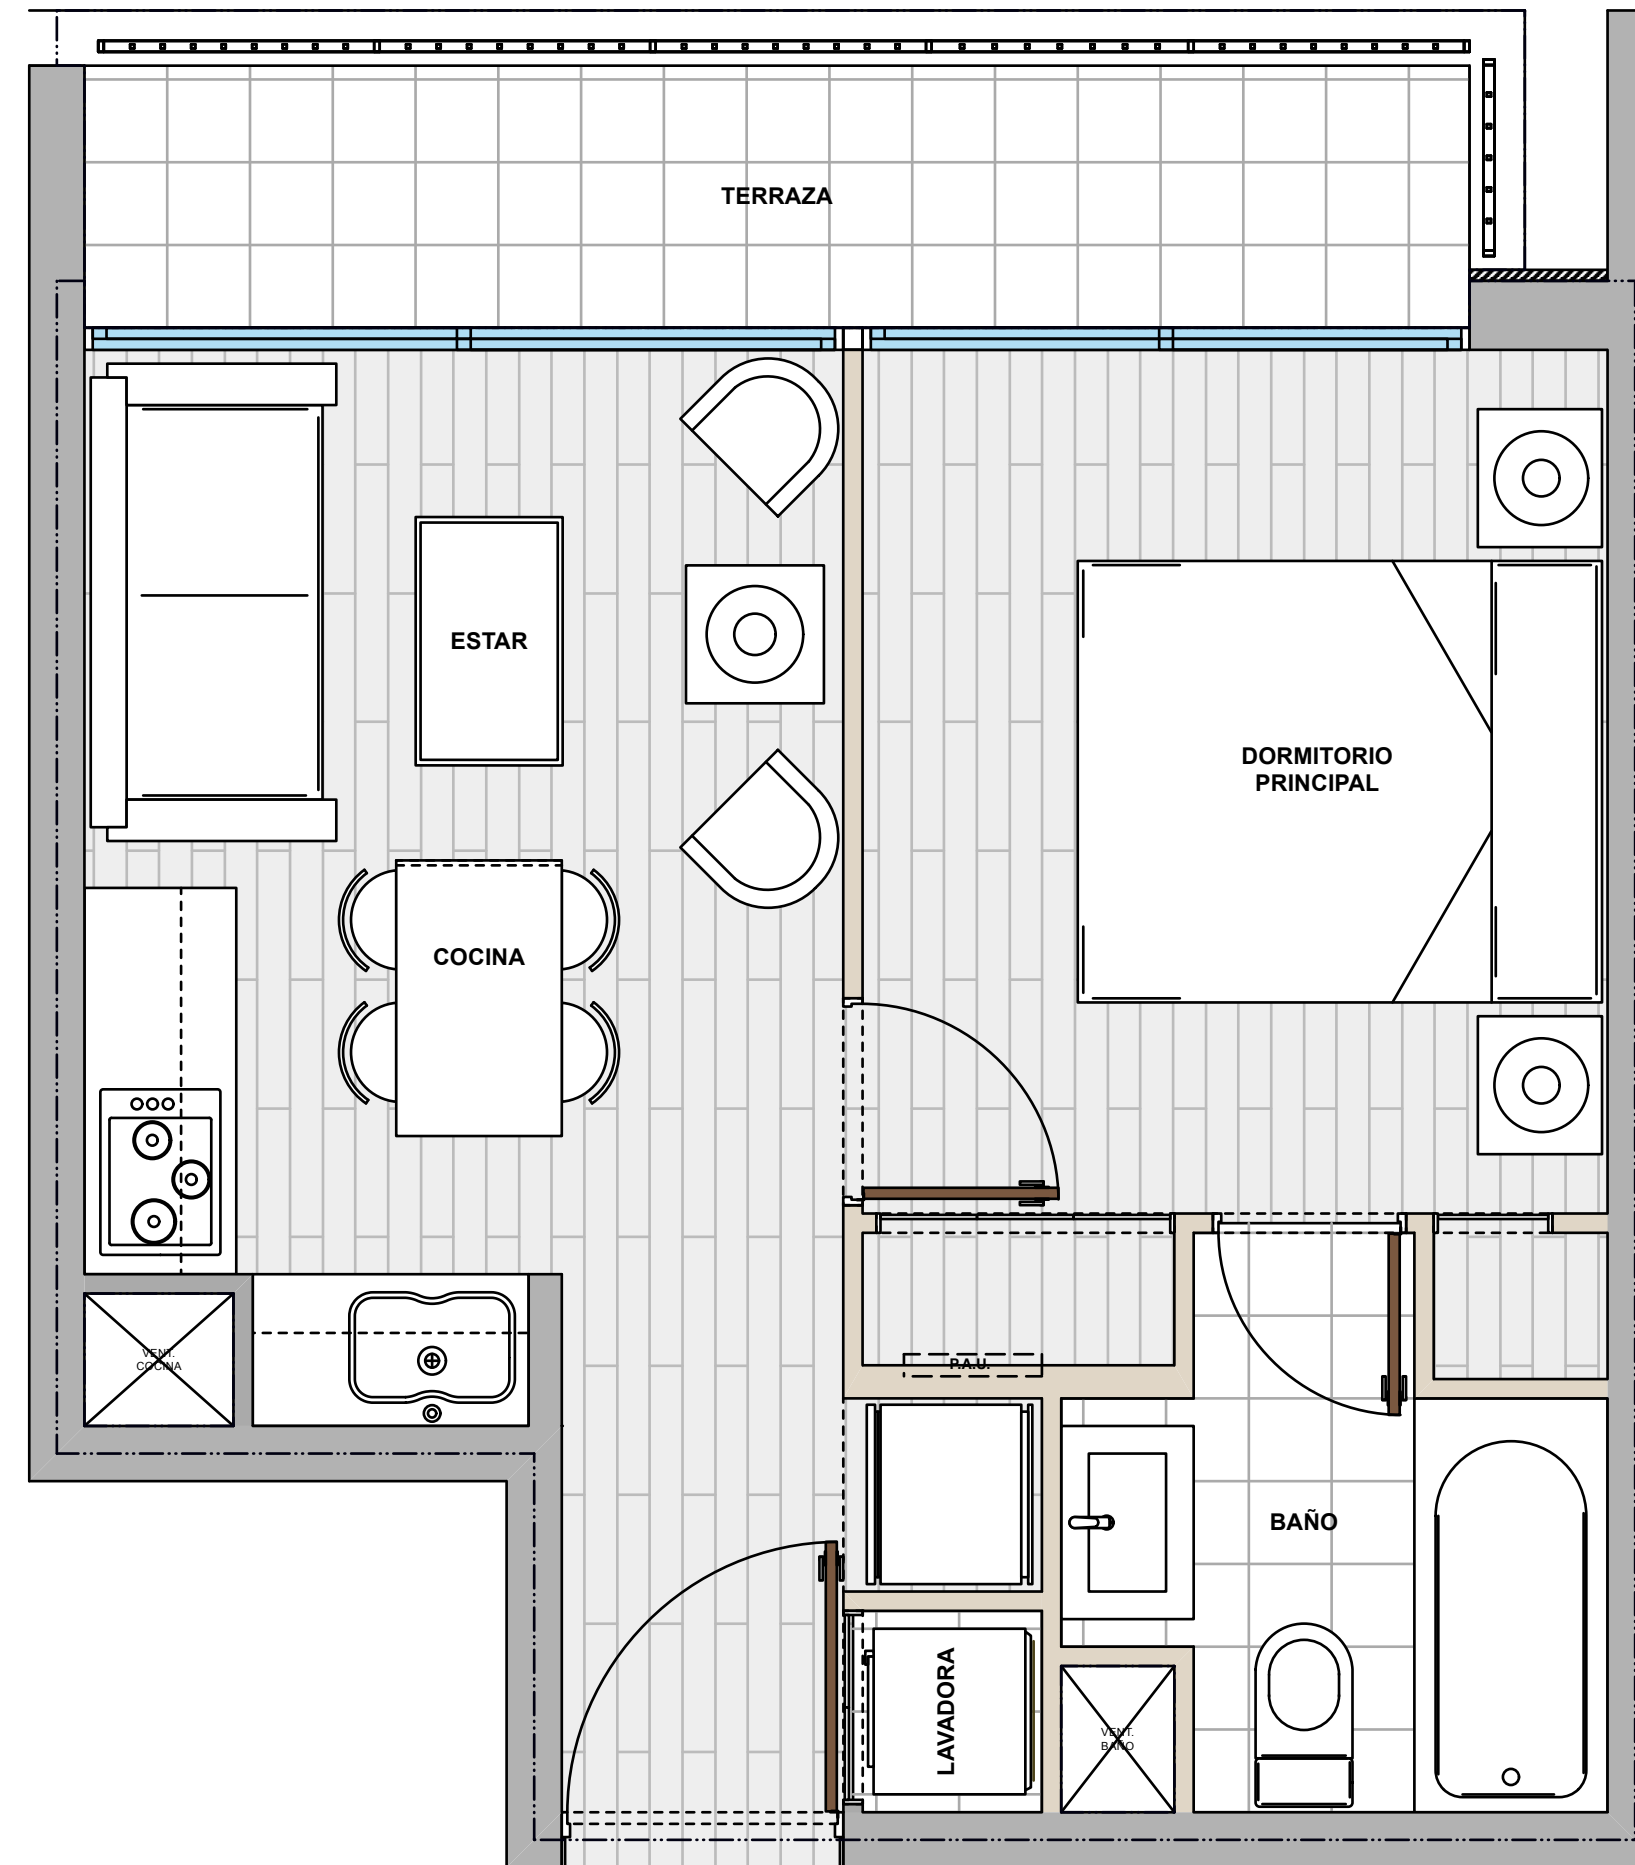 TERRAZA
ESTAR
DORMITORIO
PRINCIPAL
COCINA
VENT.
COCINA
P.A.U.
BAÑO
LAVADORA
VENT.
BAÑO